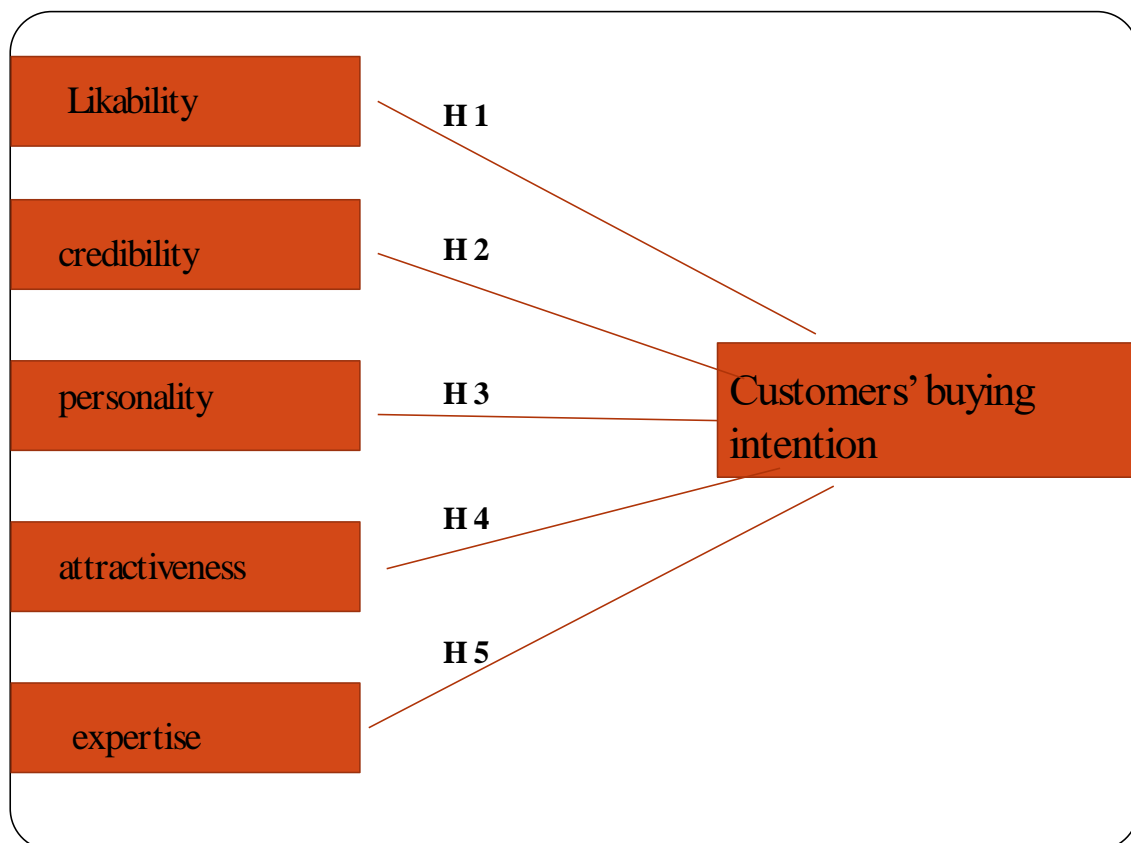 Likability
H 1
credibility
H 2
personality
H 3
Customers' buying
intention
attractiveness
H 4
expertise
H 5